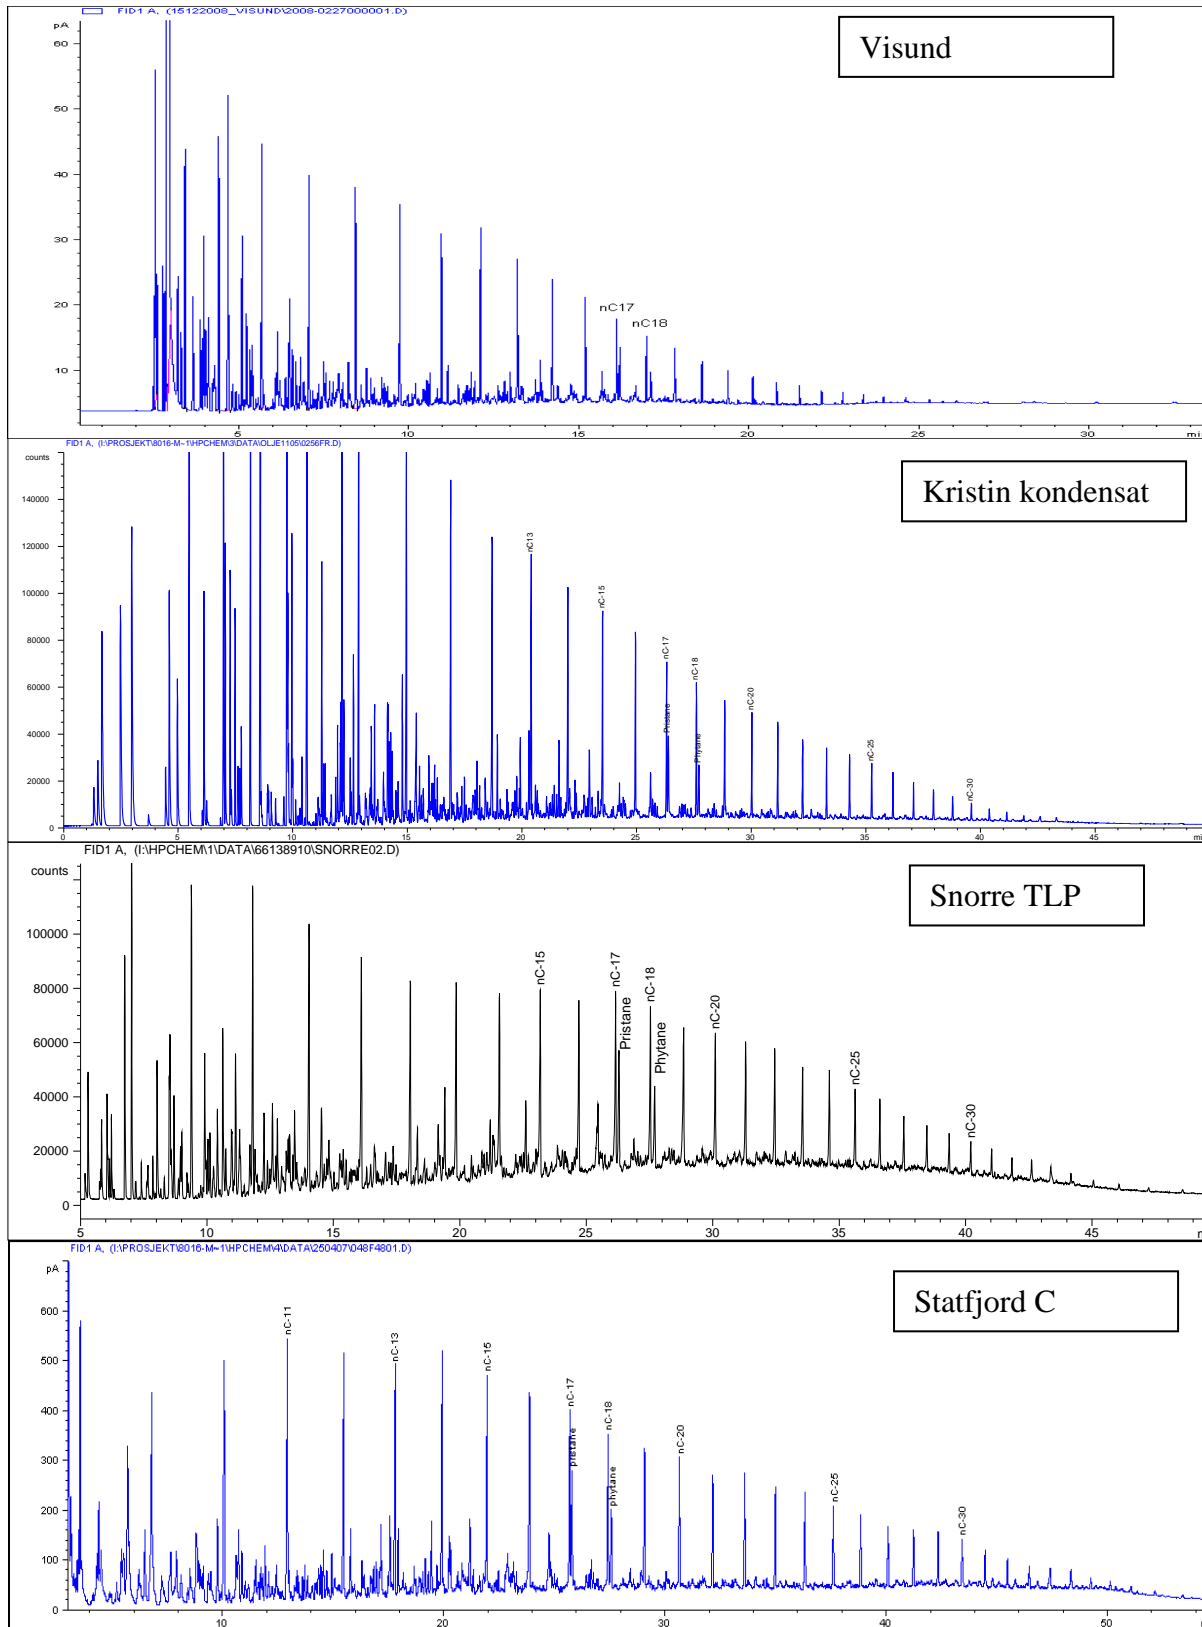 FID1 A, (15122008_VISUND\2008-0227000001.D)
pA
Visund
60
50
40
30
20
10
nC17
nC18
5
10
15
20
25
30
mi
FID1 A, (I:\PROSJEKT\8016-M~1\HPCHEM\3\DATA\OLJE1105\0256FR.D)
counts
Kristin kondensat
140000
120000
100000
80000
60000
40000
20000
0
nC13
nC-15
nC-17
Pristane
nC-18
Phytane
nC-20
nC-25
nC-30
0
5
10
15
20
25
30
35
40
45
min
FID1 A, (I:\HPCHEM\1\DATA\66138910\SNORRE02.D)
counts
Snorre TLP
100000
80000
60000
40000
20000
0
nC-15
nC-17
Pristane
nC-18
Phytane
nC-20
nC-25
nC-30
5
10
15
20
25
30
35
40
45
FID1 A, (I:\PROSJEKT\8016-M~1\HPCHEM\4\DATA\250407\048F4801.D)
pA
Statfjord C
600
500
400
300
200
100
0
nC-11
nC-13
nC-15
nC-17
pristane
nC-18
phytane
nC-20
nC-25
nC-30
10
20
30
40
50